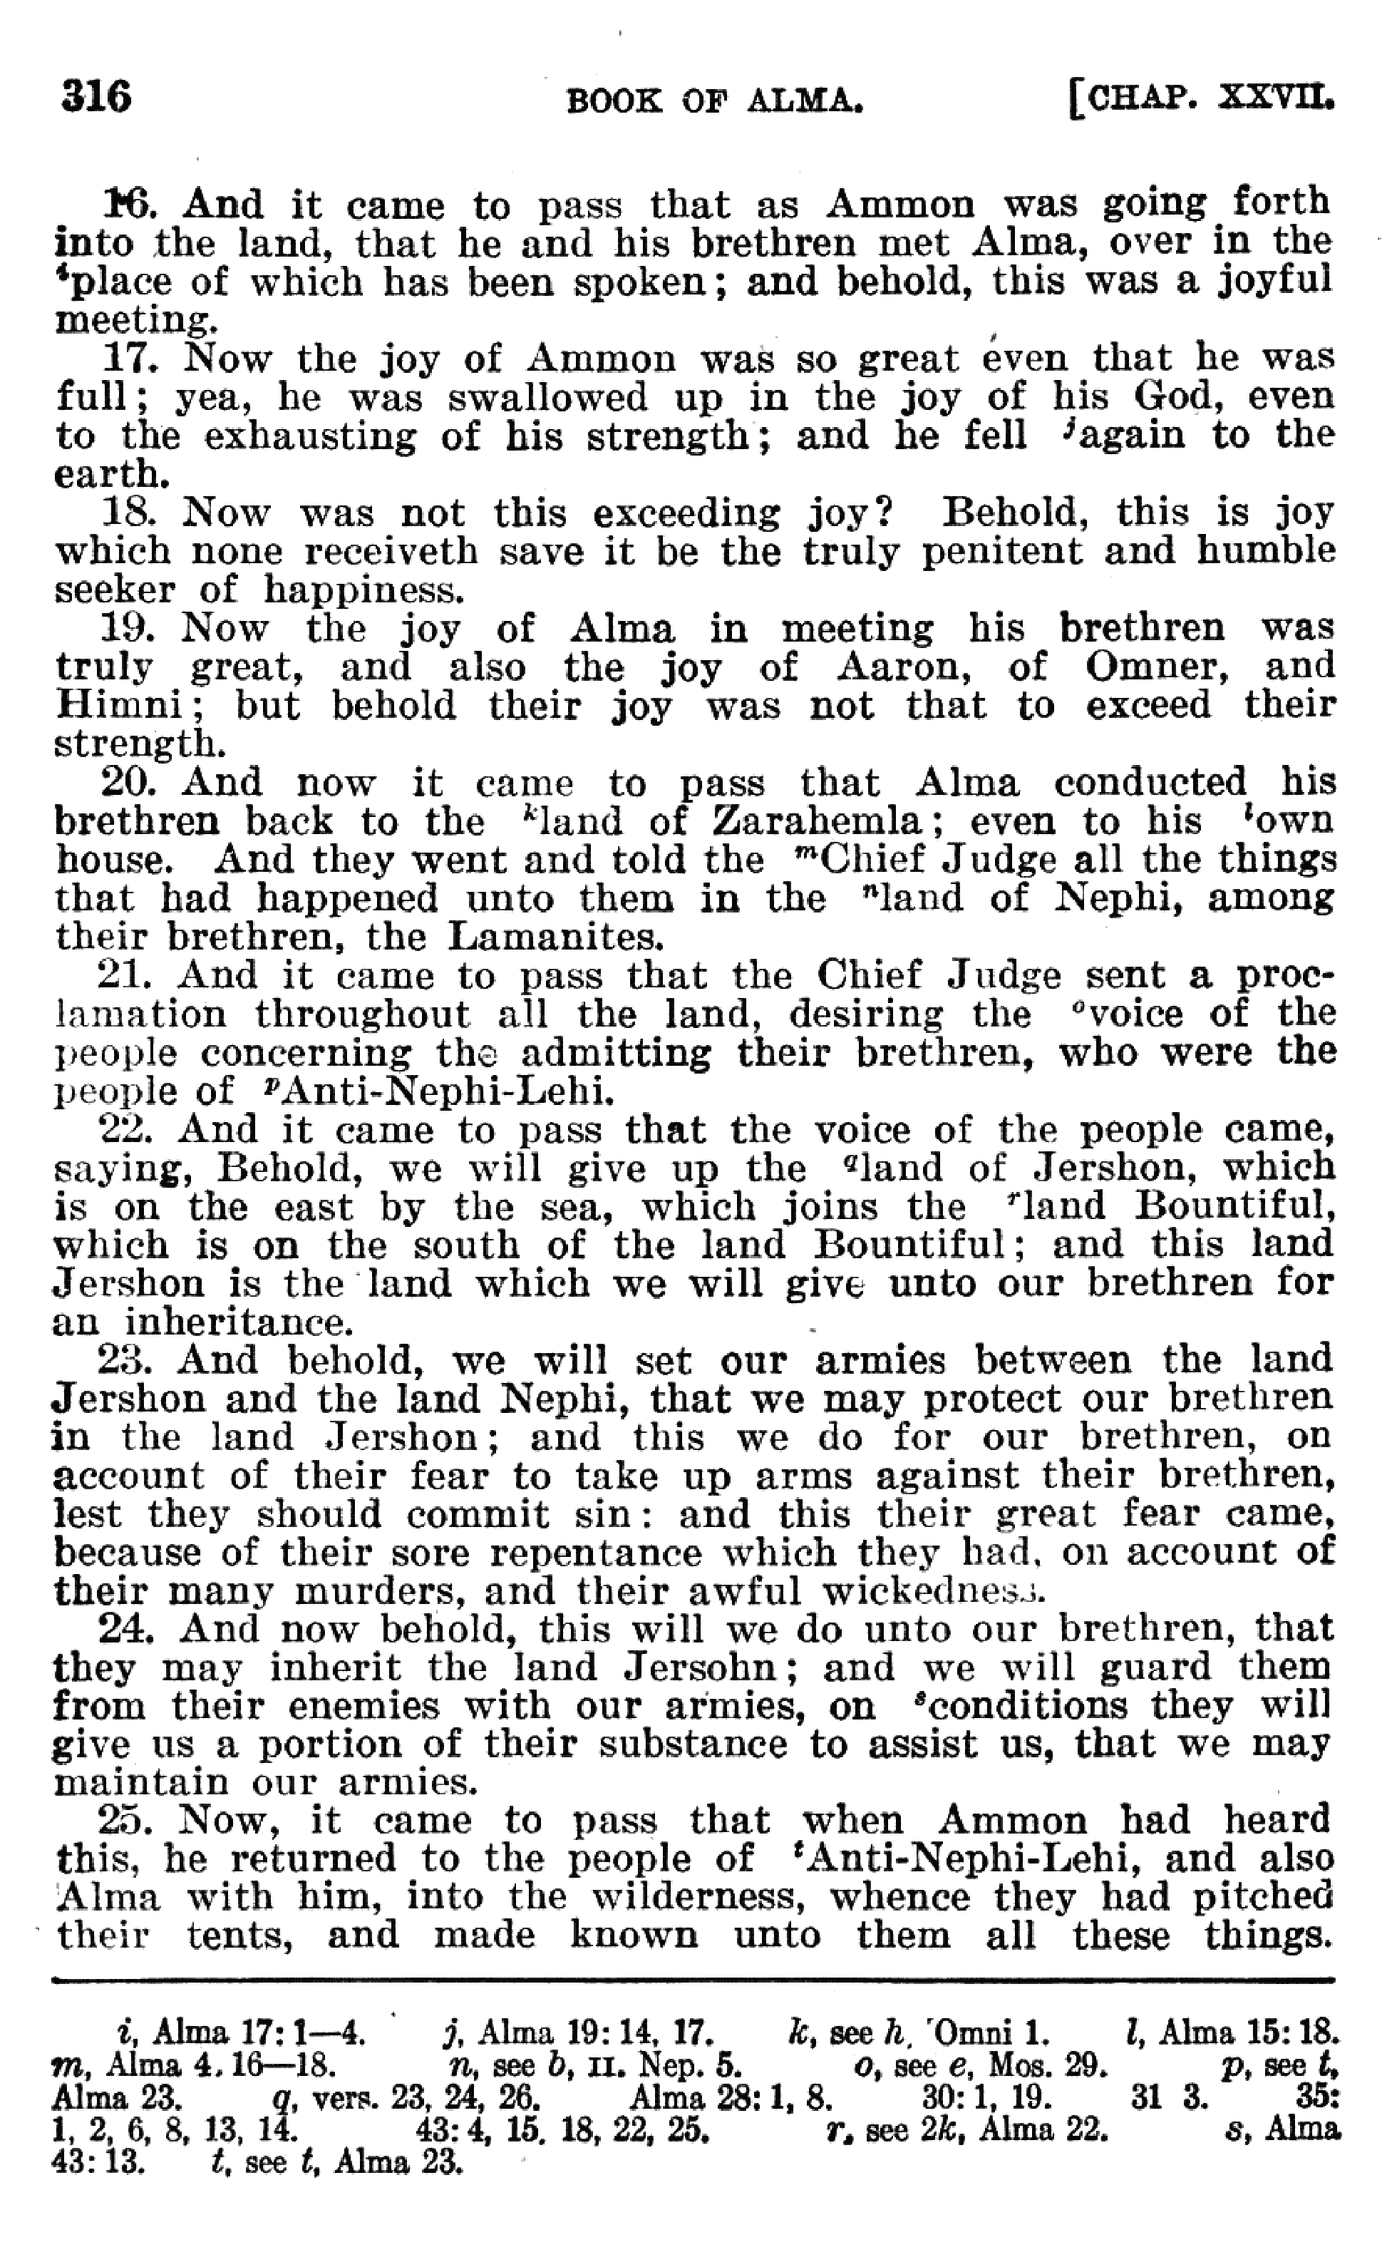 316 BOOK OF ALMA. [CHAP. XXVII.
16. And it came to pass that as Ammon was going forth
into the land, that he and his brethren met Alma, over in the
ⁱplace of which has been spoken; and behold, this was a joyful
meeting.
17. Now the joy of Ammon was so great even that he was
full; yea, he was swallowed up in the joy of his God, even
to the exhausting of his strength; and he fell ʲagain to the
earth.
18. Now was not this exceeding joy? Behold, this is joy
which none receiveth save it be the truly penitent and humble
seeker of happiness.
19. Now the joy of Alma in meeting his brethren was
truly great, and also the joy of Aaron, of Omner, and
Himni; but behold their joy was not that to exceed their
strength.
20. And now it came to pass that Alma conducted his
brethren back to the ᵏland of Zarahemla; even to his ˡown
house. And they went and told the ᵐChief Judge all the things
that had happened unto them in the ⁿland of Nephi, among
their brethren, the Lamanites.
21. And it came to pass that the Chief Judge sent a proc-
lamation throughout all the land, desiring the ᵒvoice of the
people concerning the admitting their brethren, who were the
people of ᵖAnti-Nephi-Lehi.
22. And it came to pass that the voice of the people came,
saying, Behold, we will give up the 𐞥land of Jershon, which
is on the east by the sea, which joins the ʳland Bountiful,
which is on the south of the land Bountiful; and this land
Jershon is the land which we will give unto our brethren for
an inheritance.
23. And behold, we will set our armies between the land
Jershon and the land Nephi, that we may protect our brethren
in the land Jershon; and this we do for our brethren, on
account of their fear to take up arms against their brethren,
lest they should commit sin: and this their great fear came,
because of their sore repentance which they had, on account of
their many murders, and their awful wickedness.
24. And now behold, this will we do unto our brethren, that
they may inherit the land Jersohn; and we will guard them
from their enemies with our armies, on ˢconditions they will
give us a portion of their substance to assist us, that we may
maintain our armies.
25. Now, it came to pass that when Ammon had heard
this, he returned to the people of ᵗAnti-Nephi-Lehi, and also
Alma with him, into the wilderness, whence they had pitched
their tents, and made known unto them all these things.
i, Alma 17: 1—4. j, Alma 19: 14, 17. k, see h, Omni 1. l, Alma 15: 18.
m, Alma 4. 16—18. n, see b, II. Nep. 5. o, see e, Mos. 29. p, see t,
Alma 23. q, vers. 23, 24, 26. Alma 28: 1, 8. 30: 1, 19. 31 3. 35:
1, 2, 6, 8, 13, 14. 43: 4, 15. 18, 22, 25. r, see 2k, Alma 22. s, Alma
43: 13. t, see t, Alma 23.